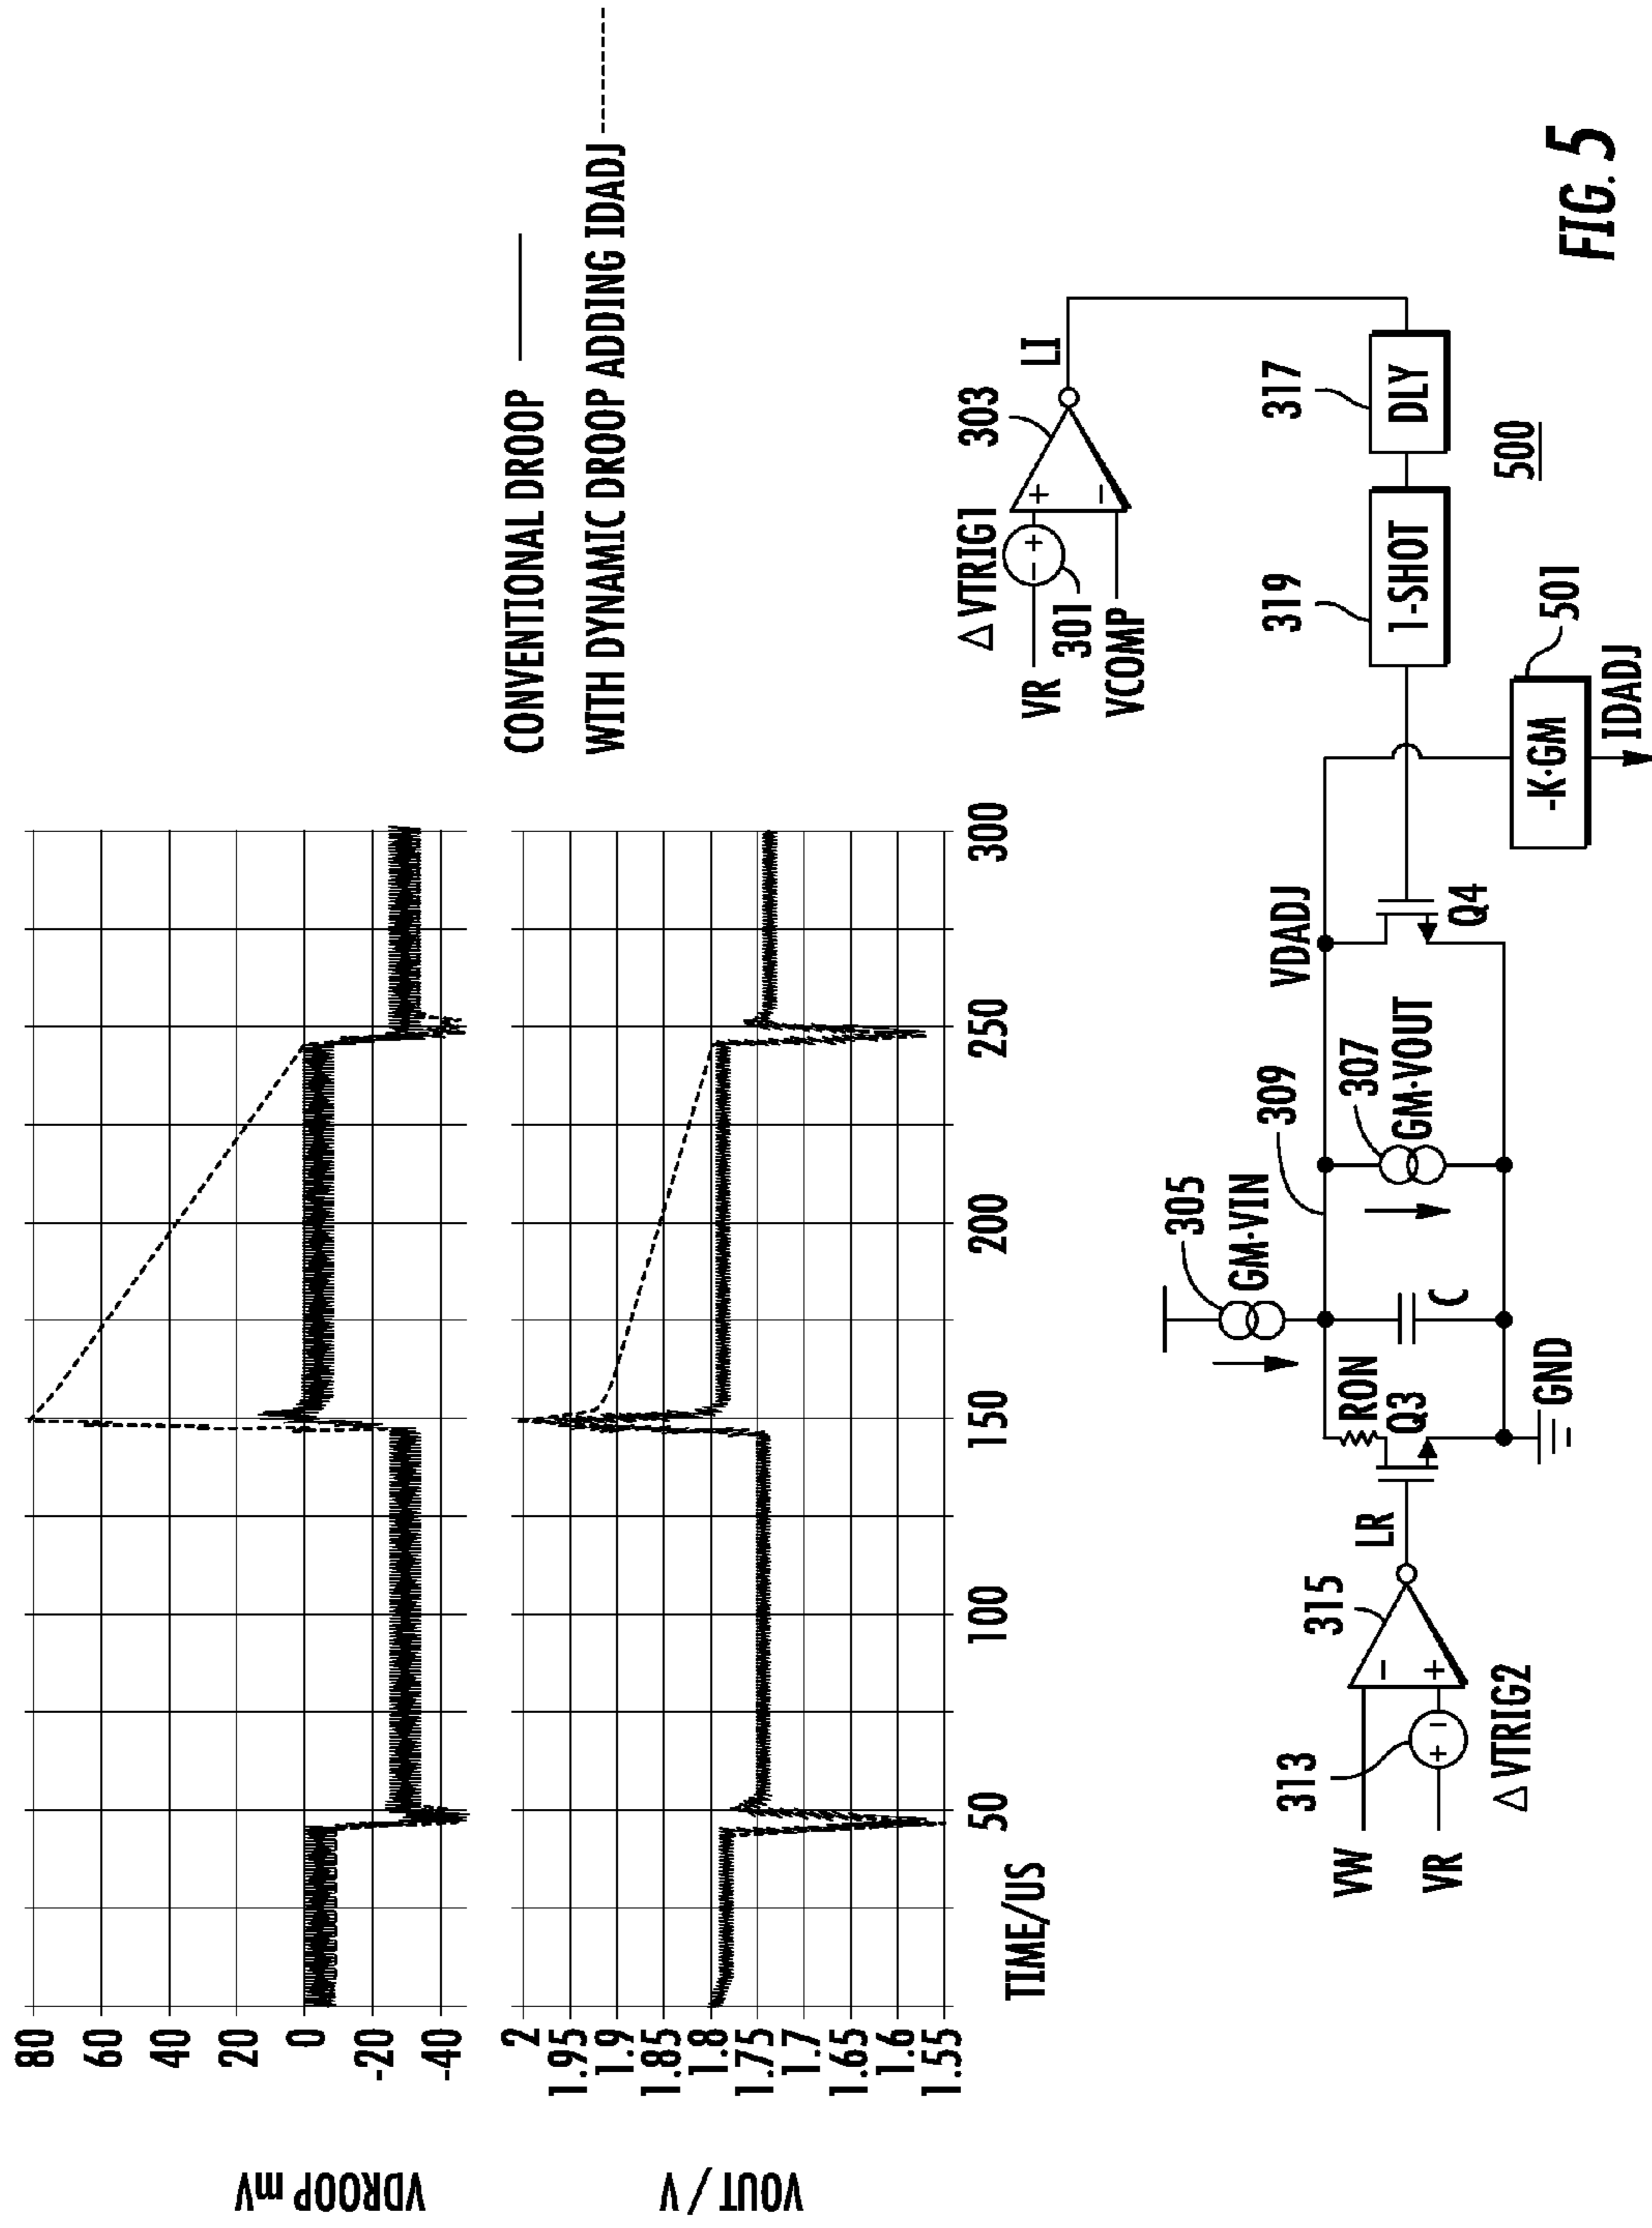 VDROOP mV
80
60
40
20
0
-20
-40
VOUT / V
2
1.95
1.9
1.85
1.8
1.75
1.7
1.65
1.6
1.55
TIME/US
50
100
150
200
250
300
CONVENTIONAL DROOP
WITH DYNAMIC DROOP ADDING IDADJ
VW
VR
313
△VTRIG2
315
LR
RON
Q3
GND
305
GM·VIN
C
309
307
GM·VOUT
VDADJ
Q4
△VTRIG1
VR
301
VCOMP
303
LI
319
1-SHOT
317
DLY
-K·GM
501
IDADJ
500
FIG. 5
+
−
+
−
−
+
+
−